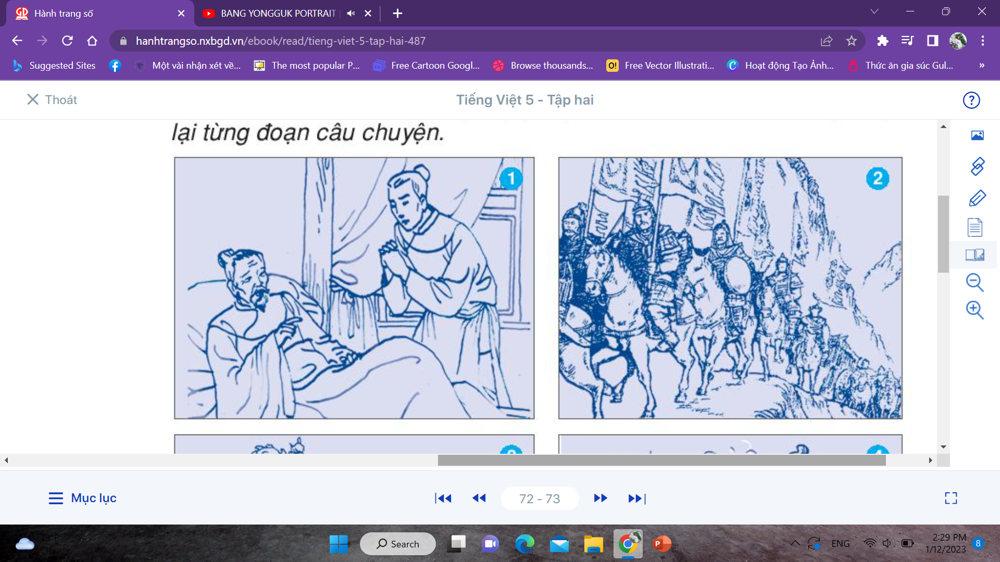 Hành trang số
BANG YONGGUK PORTRAIT
hanhtrangso.nxbgd.vn/ebook/read/tieng-viet-5-tap-hai-487
Suggested Sites
Một vài nhận xét về...
The most popular P...
Free Cartoon Googl...
Browse thousands...
O!
Free Vector Illustrati...
Hoạt động Tạo Ảnh...
Thức ăn gia súc Gul...
»
Thoát
Tiếng Việt 5 - Tập hai
?
lại từng đoạn câu chuyện.
1
2
Mục lục
72 - 73
79°F
Cloudy
Search
ENG
2:29 PM
1/12/2023
8